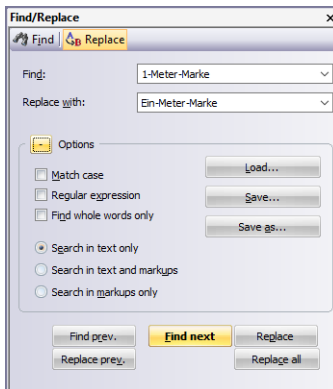 Find/Replace x
Find | AB Replace
Find: 1-Meter-Marke
Replace with: Ein-Meter-Marke
- Options
Match case
Regular expression
Find whole words only
Load...
Save...
Save as...
Search in text only
Search in text and markups
Search in markups only
Find prev. Find next Replace
Replace prev. Replace all